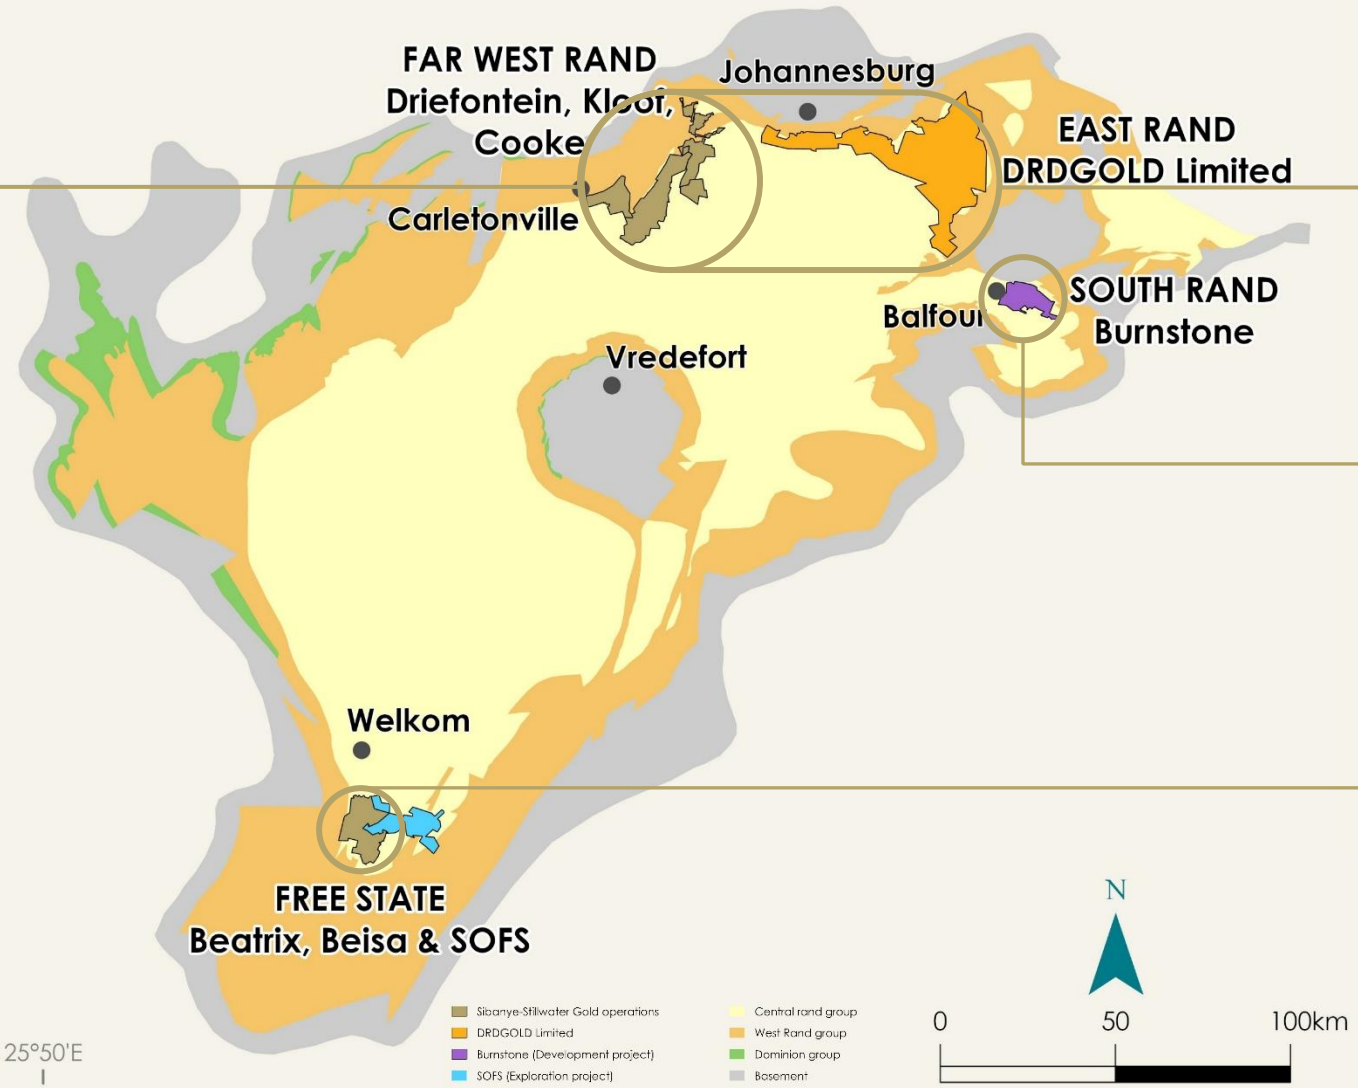 FAR WEST RAND
Driefontein, Kloof,
Cooke
Johannesburg
EAST RAND
DRDGOLD Limited
Carletonville
SOUTH RAND
Burnstone
Balfour
Vredefort
Welkom
FREE STATE
Beatrix, Beisa & SOFS
N
0 50 100km
Sibanye-Stillwater Gold operations
DRDGOLD Limited
Burnstone (Development project)
SOFS (Exploration project)
Central rand group
West Rand group
Dominion group
Basement
25°50'E